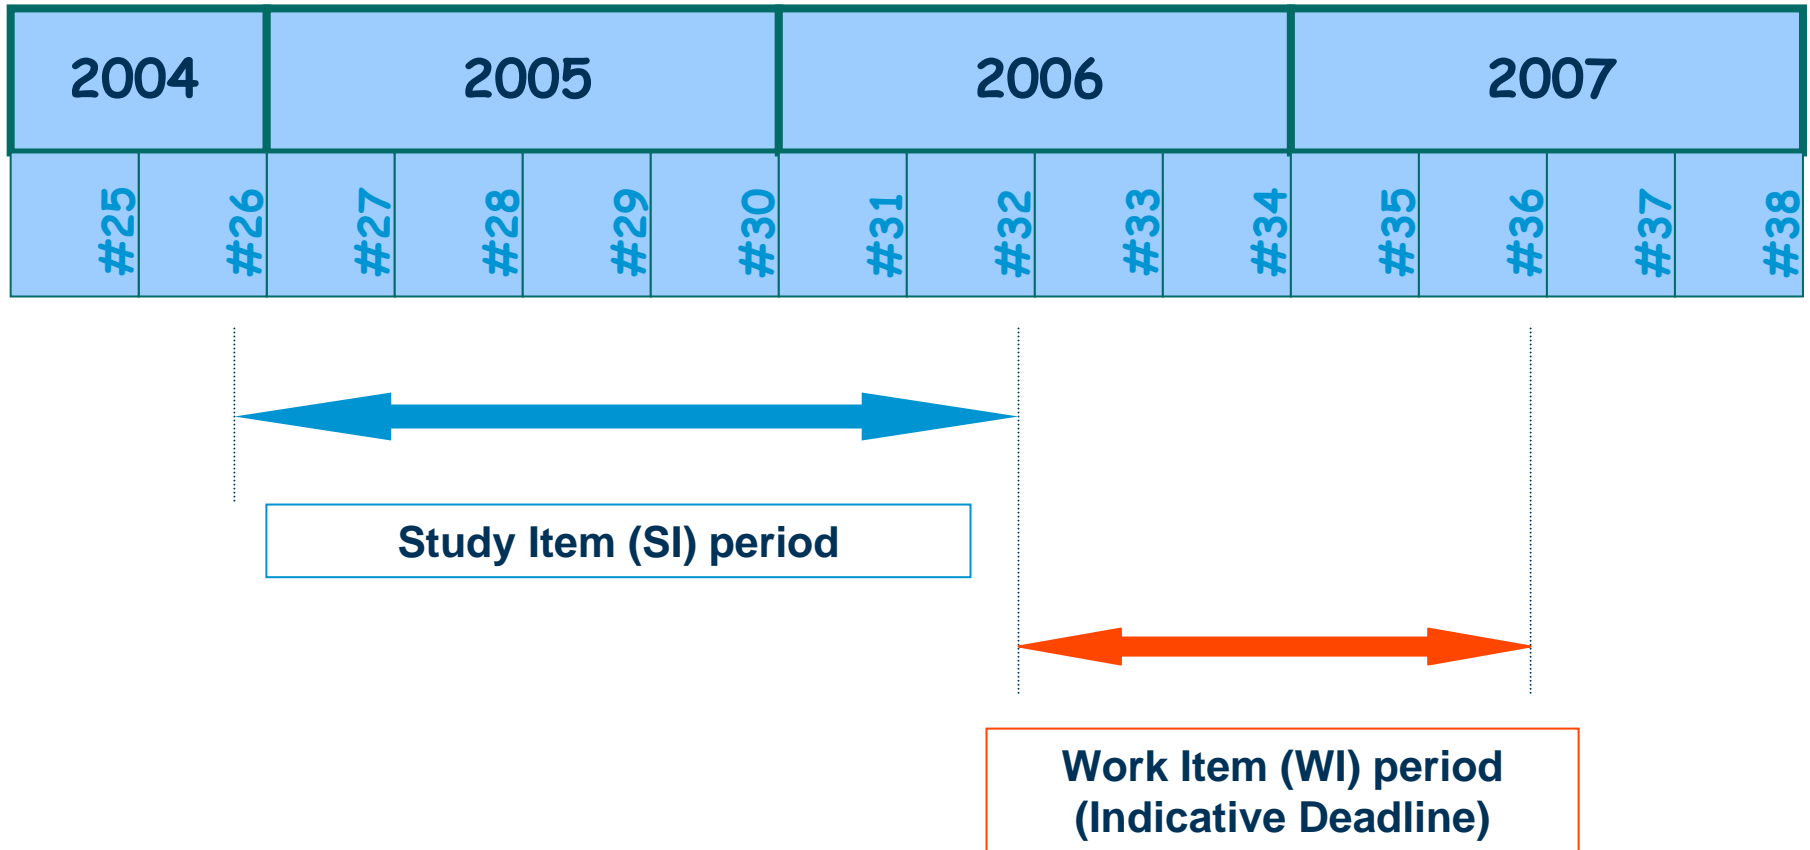 2004 2005 2006 2007
#25 #26 #27 #28 #29 #30 #31 #32 #33 #34 #35 #36 #37 #38
Study Item (SI) period
Work Item (WI) period
(Indicative Deadline)